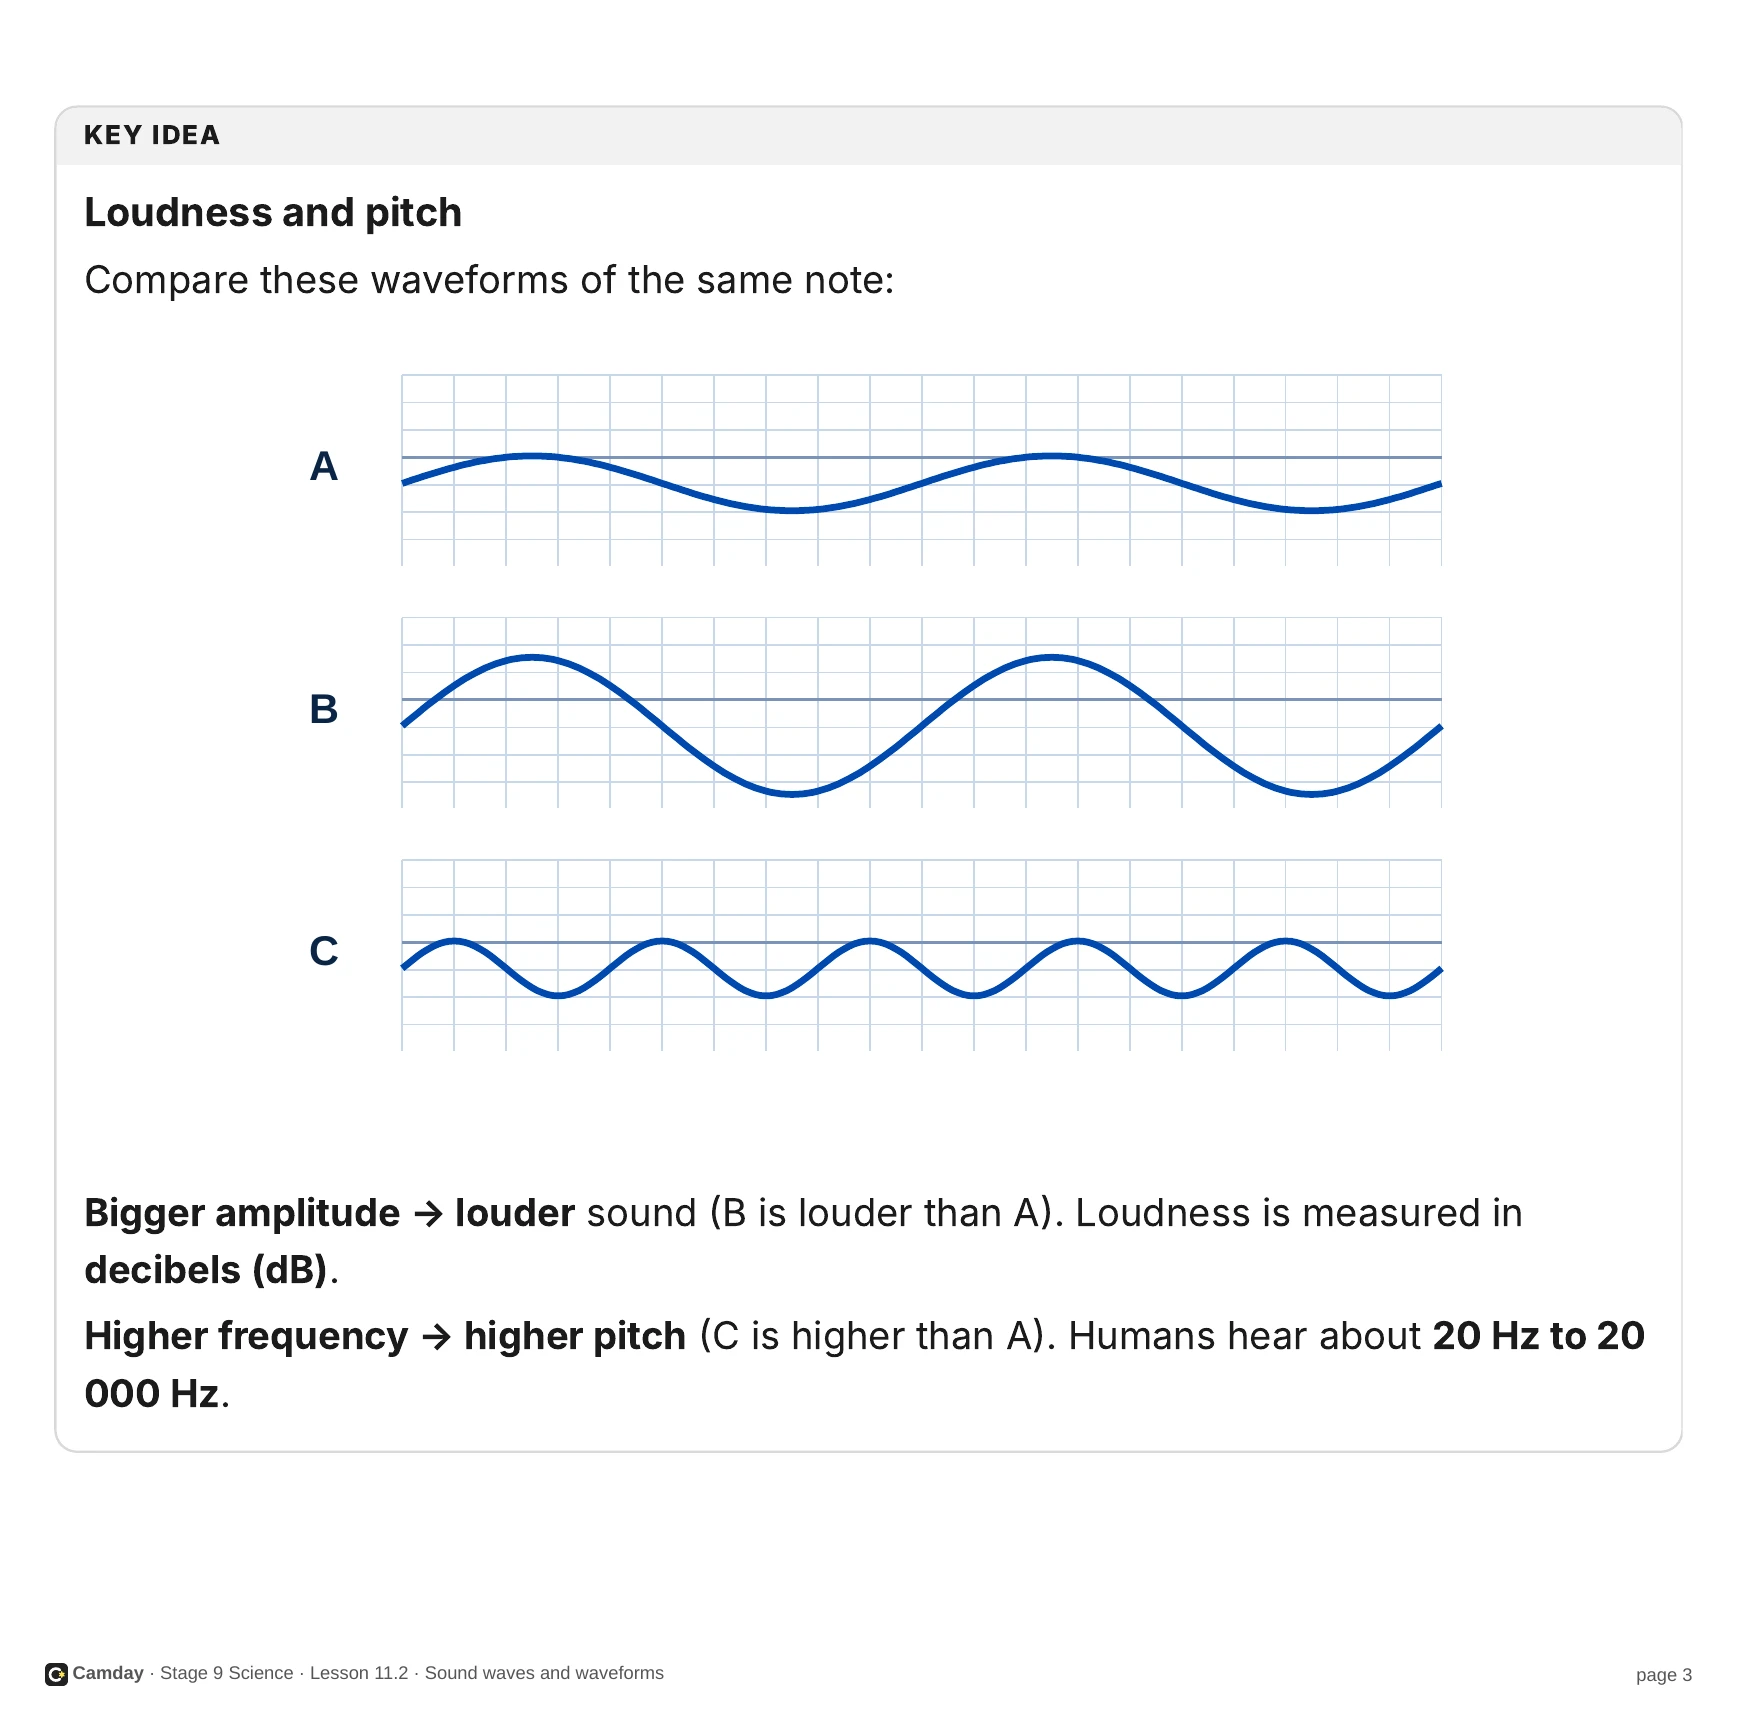 KEY IDEA
Loudness and pitch
Compare these waveforms of the same note:
A
B
C
Bigger amplitude → louder sound (B is louder than A). Loudness is measured in
decibels (dB).
Higher frequency → higher pitch (C is higher than A). Humans hear about 20 Hz to 20
000 Hz.
Camday · Stage 9 Science · Lesson 11.2 · Sound waves and waveforms
page 3